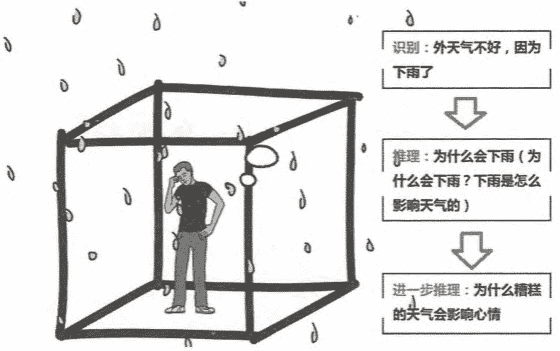 识别：外天气不好，因为
下雨了
推理：为什么会下雨（为
什么会下雨？下雨是怎么
影响天气的）
进一步推理：为什么糟糕
的天气会影响心情